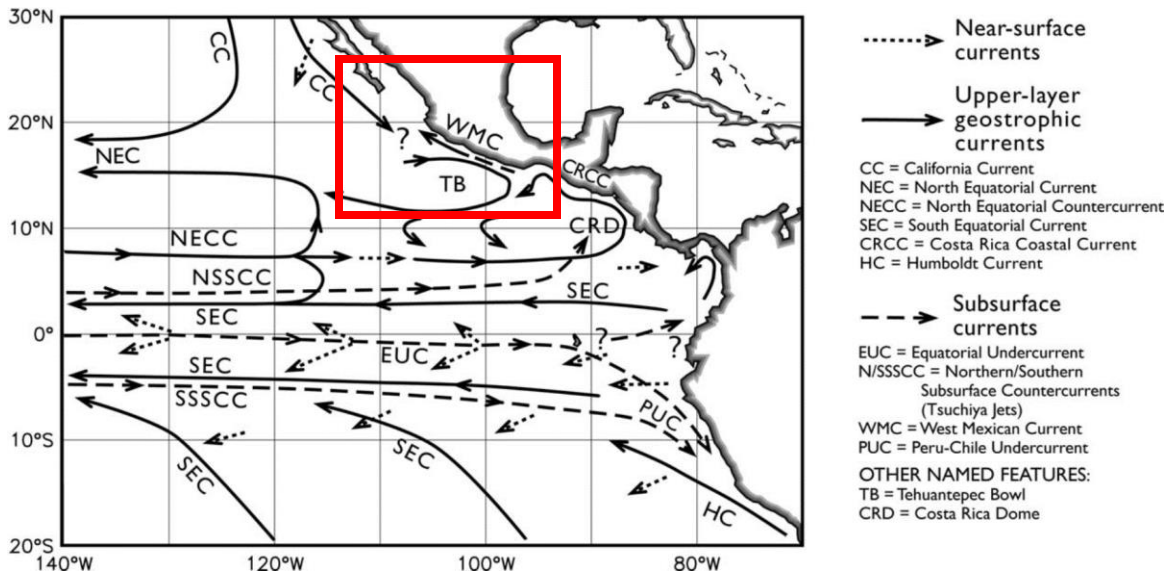 30°N
20°N
10°N
0°
10°S
20°S
140°W
120°W
100°W
80°W
CC
CC
NEC
?
WMC
TB
CRCC
NECC
CRD
NSSCC
SEC
SEC
EUC
?
?
SEC
SSSCC
PUC
SEC
SEC
HC
Near-surface
currents
Upper-layer
geostrophic
currents
CC = California Current
NEC = North Equatorial Current
NECC = North Equatorial Countercurrent
SEC = South Equatorial Current
CRCC = Costa Rica Coastal Current
HC = Humboldt Current
Subsurface
currents
EUC = Equatorial Undercurrent
N/SSSCC = Northern/Southern
Subsurface Countercurrents
(Tsuchiya Jets)
WMC = West Mexican Current
PUC = Peru-Chile Undercurrent
OTHER NAMED FEATURES:
TB = Tehuantepec Bowl
CRD = Costa Rica Dome